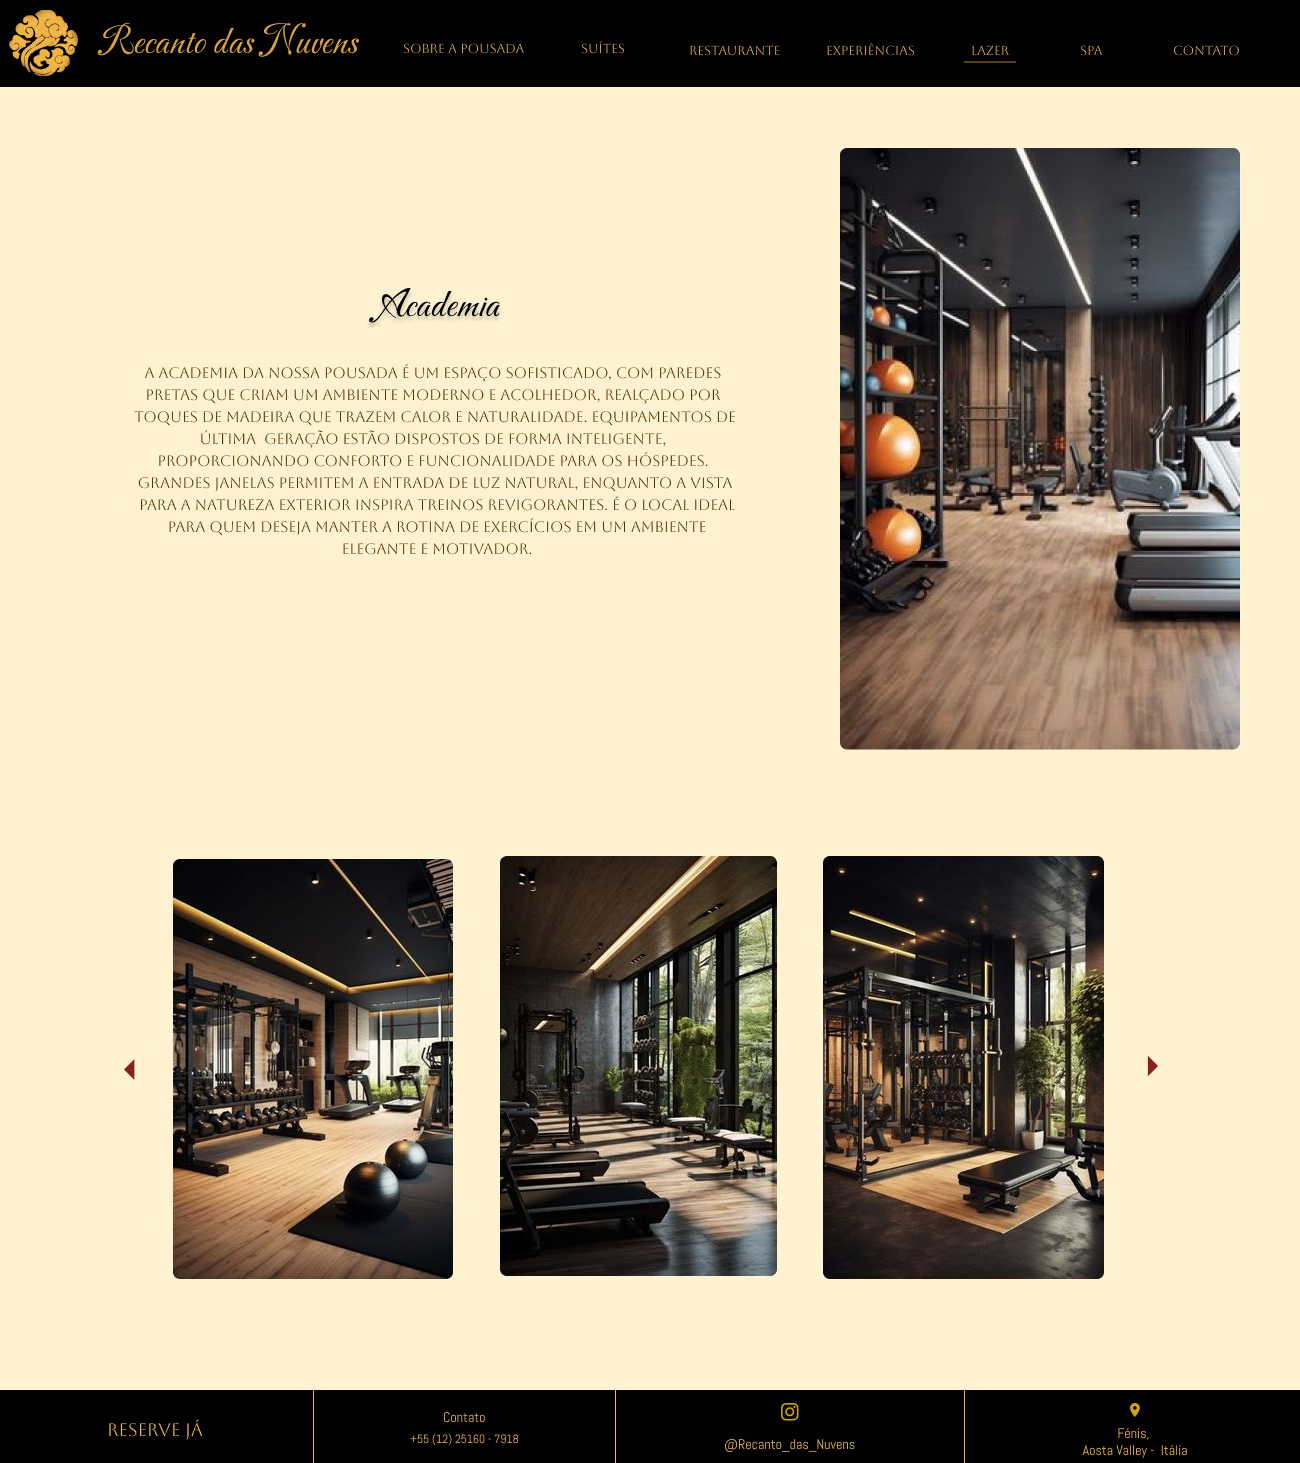 Recanto das Nuvens
SOBRE A POUSADA
SUÍTES
RESTAURANTE
EXPERIÊNCIAS
LAZER
SPA
CONTATO
Academia
A ACADEMIA DA NOSSA POUSADA É UM ESPAÇO SOFISTICADO, COM PAREDES
PRETAS QUE CRIAM UM AMBIENTE MODERNO E ACOLHEDOR, REALÇADO POR
TOQUES DE MADEIRA QUE TRAZEM CALOR E NATURALIDADE. EQUIPAMENTOS DE
ÚLTIMA  GERAÇÃO ESTÃO DISPOSTOS DE FORMA INTELIGENTE,
PROPORCIONANDO CONFORTO E FUNCIONALIDADE PARA OS HÓSPEDES.
GRANDES JANELAS PERMITEM A ENTRADA DE LUZ NATURAL, ENQUANTO A VISTA
PARA A NATUREZA EXTERIOR INSPIRA TREINOS REVIGORANTES. É O LOCAL IDEAL
PARA QUEM DESEJA MANTER A ROTINA DE EXERCÍCIOS EM UM AMBIENTE
ELEGANTE E MOTIVADOR.
RESERVE JÁ
Contato
+55 (12) 25160 - 7918
@Recanto_das_Nuvens
Fénis,
Aosta Valley -  Itália